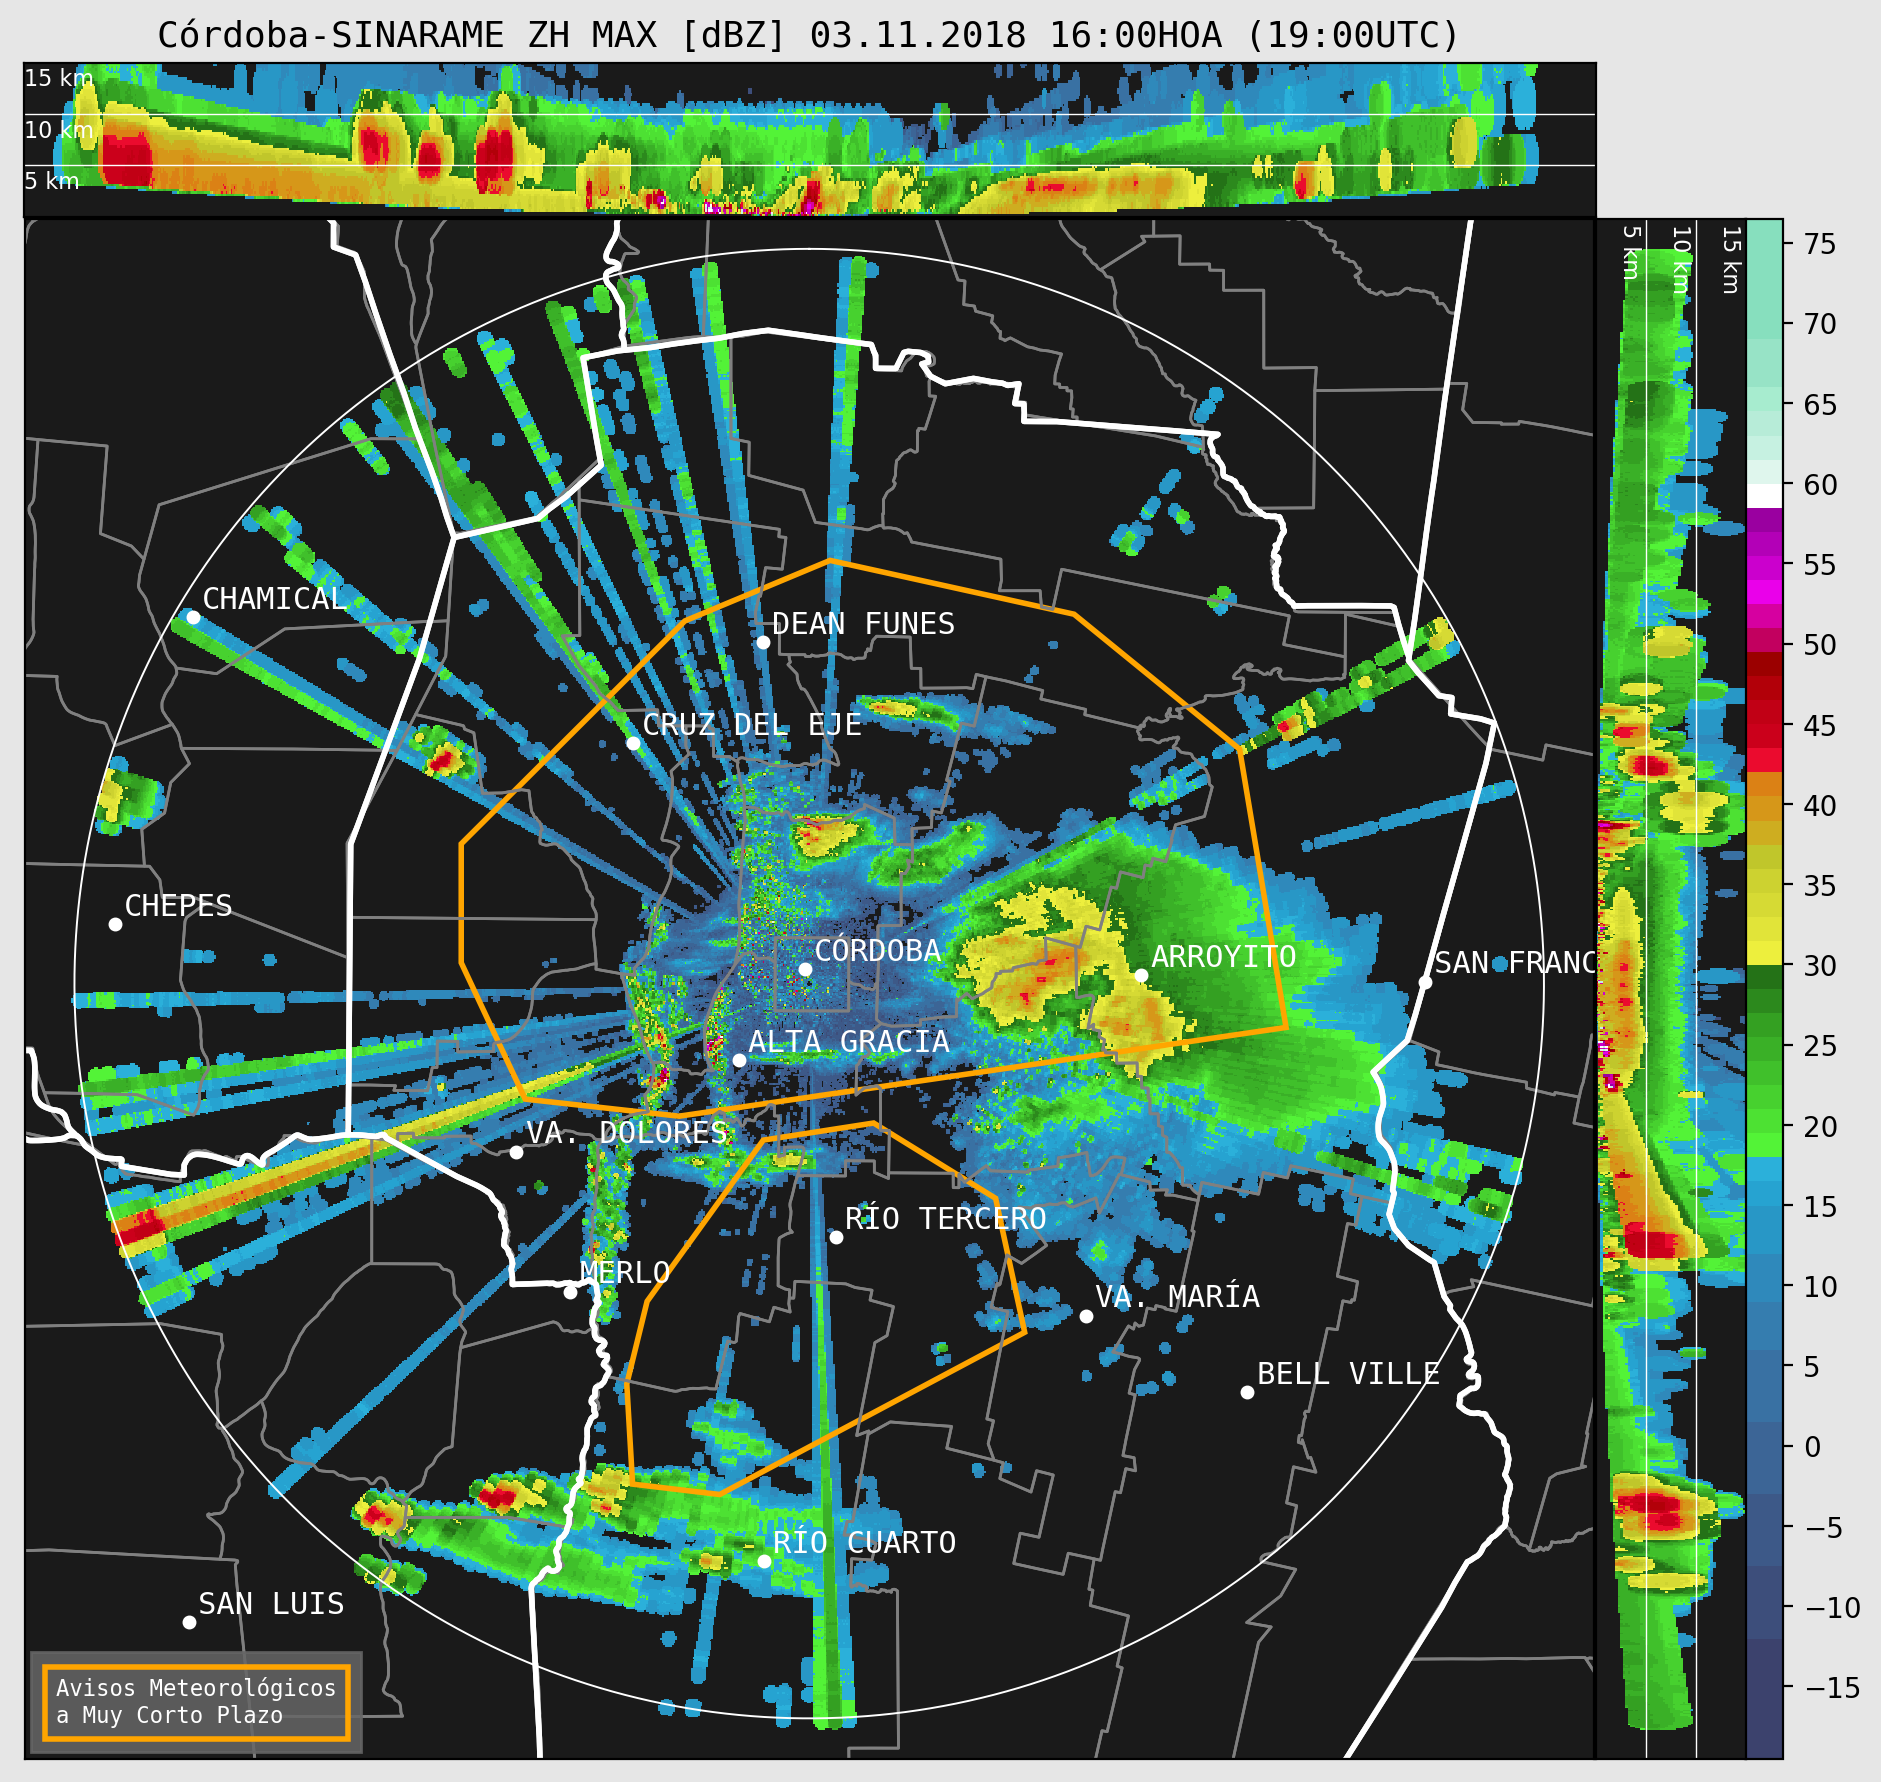 Córdoba-SINARAME ZH MAX [dBZ] 03.11.2018 16:00HOA (19:00UTC)
15 km
10 km
5 km
5 km
10 km
15 km
75
70
65
60
55
50
45
40
35
30
25
20
15
10
5
0
−5
−10
−15
CHAMICAL
DEAN FUNES
CRUZ DEL EJE
CHEPES
CÓRDOBA
ARROYITO
SAN FRANC
ALTA GRACIA
VA. DOLORES
RÍO TERCERO
MERLO
VA. MARÍA
BELL VILLE
RÍO CUARTO
SAN LUIS
Avisos Meteorológicos
a Muy Corto Plazo